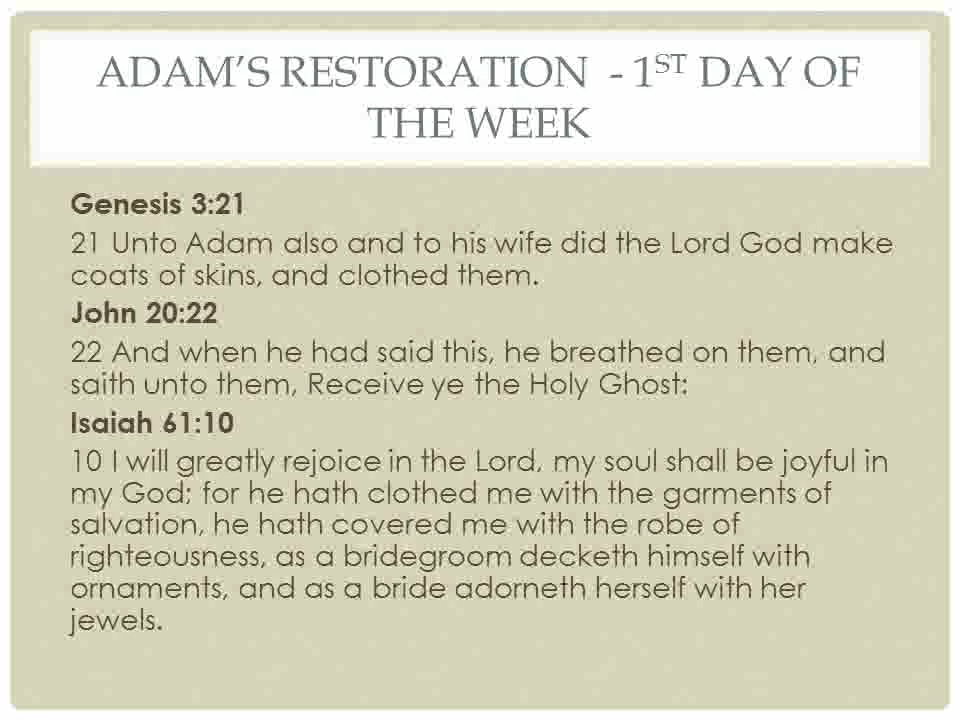 ADAM'S RESTORATION - 1ST DAY OF
THE WEEK
Genesis 3:21
21 Unto Adam also and to his wife did the Lord God make
coats of skins, and clothed them.
John 20:22
22 And when he had said this, he breathed on them, and
saith unto them, Receive ye the Holy Ghost:
Isaiah 61:10
10 I will greatly rejoice in the Lord, my soul shall be joyful in
my God; for he hath clothed me with the garments of
salvation, he hath covered me with the robe of
righteousness, as a bridegroom decketh himself with
ornaments, and as a bride adorneth herself with her
jewels.